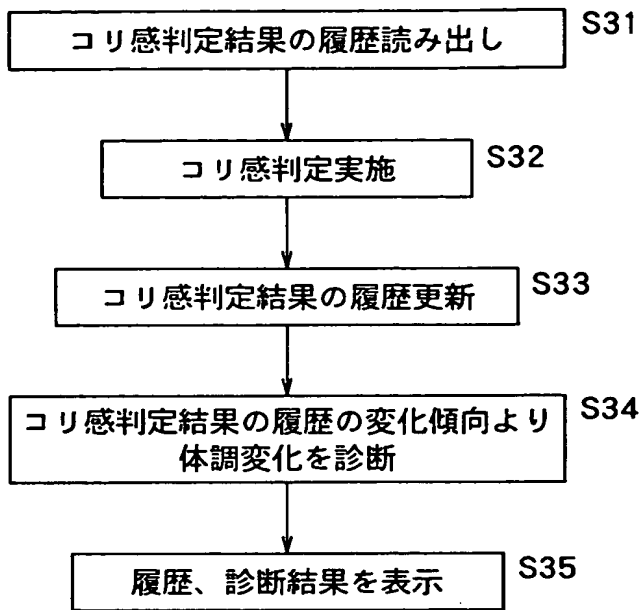 コリ感判定結果の履歴読み出し S31
コリ感判定実施 S32
コリ感判定結果の履歴更新 S33
コリ感判定結果の履歴の変化傾向より S34
体調変化を診断
履歴、診断結果を表示 S35